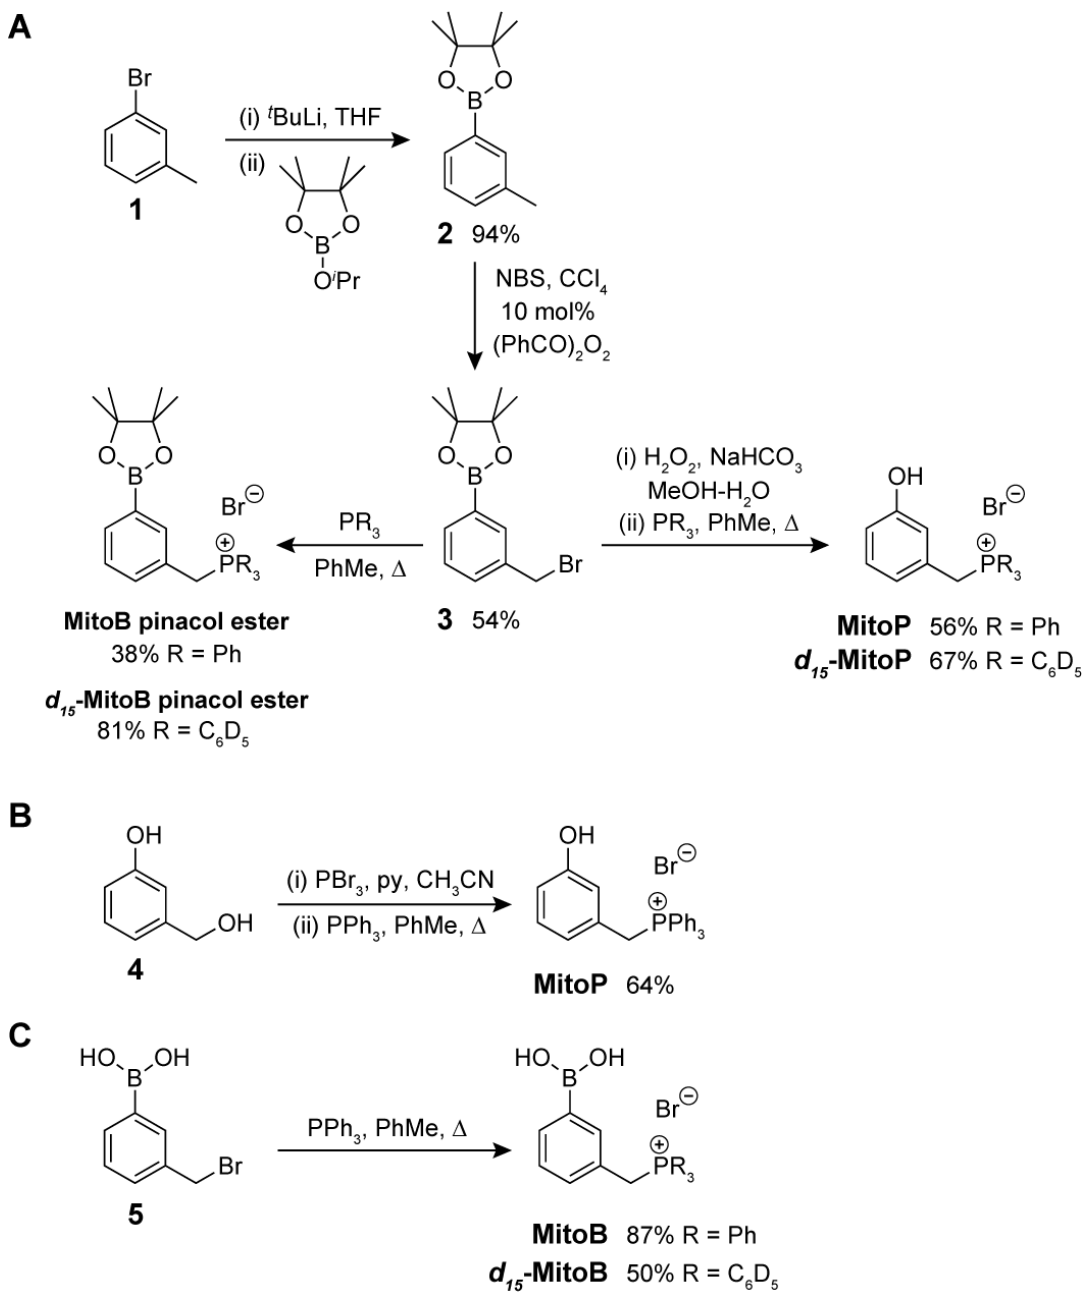 A
Br
1
(i) ᵗBuLi, THF
(ii)
O
O
B
OⁱPr
O
O
B
2 94%
NBS, CCl₄
10 mol%
(PhCO)₂O₂
O
O
B
Br⊖
⊕
PR₃
MitoB pinacol ester
38% R = Ph
d₁₅-MitoB pinacol ester
81% R = C₆D₅
PR₃
PhMe, Δ
O
O
B
Br
3 54%
(i) H₂O₂, NaHCO₃
MeOH-H₂O
(ii) PR₃, PhMe, Δ
OH
Br⊖
⊕
PR₃
MitoP 56% R = Ph
d₁₅-MitoP 67% R = C₆D₅
B
OH
OH
4
(i) PBr₃, py, CH₃CN
(ii) PPh₃, PhMe, Δ
OH
Br⊖
⊕
PPh₃
MitoP 64%
C
HO
OH
B
Br
5
PPh₃, PhMe, Δ
HO
OH
B
Br⊖
⊕
PR₃
MitoB 87% R = Ph
d₁₅-MitoB 50% R = C₆D₅